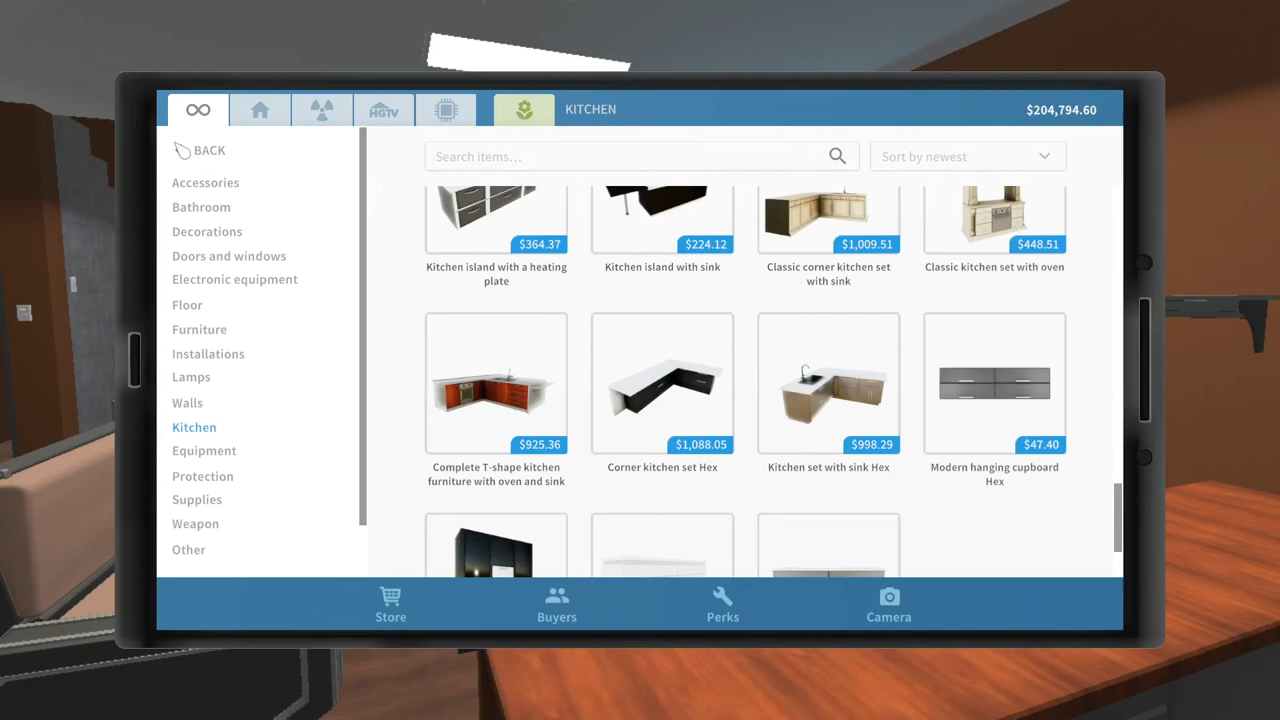 HGTV
KITCHEN
$204,794.60
BACK
Search items...
Sort by newest
Accessories
Bathroom
Decorations
Doors and windows
Electronic equipment
Floor
Furniture
Installations
Lamps
Walls
Kitchen
Equipment
Protection
Supplies
Weapon
Other
$364.37
$224.12
$1,009.51
$448.51
Kitchen island with a heating
plate
Kitchen island with sink
Classic corner kitchen set
with sink
Classic kitchen set with oven
$925.36
$1,088.05
$998.29
$47.40
Complete T-shape kitchen
furniture with oven and sink
Corner kitchen set Hex
Kitchen set with sink Hex
Modern hanging cupboard
Hex
Store
Buyers
Perks
Camera